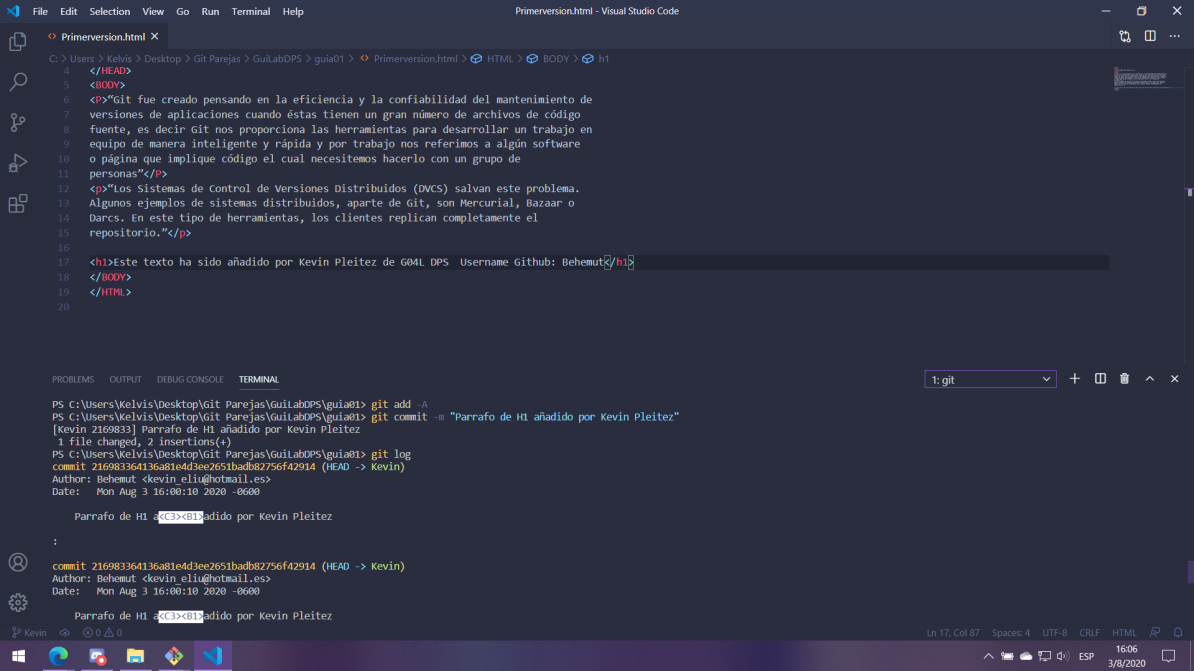 File Edit Selection View Go Run Terminal Help
Primerversion.html - Visual Studio Code
Primerversion.html
C: > Users > Kelvis > Desktop > Git Parejas > GuiLabDPS > guia01 > Primerversion.html > HTML > BODY > h1
4 </HEAD>
5 <BODY>
6 <P>“Git fue creado pensando en la eficiencia y la confiabilidad del mantenimiento de
7 versiones de aplicaciones cuando éstas tienen un gran número de archivos de código
8 fuente, es decir Git nos proporciona las herramientas para desarrollar un trabajo en
9 equipo de manera inteligente y rápida y por trabajo nos referimos a algún software
10 o página que implique código el cual necesitemos hacerlo con un grupo de
11 personas”</P>
12 <p>“Los Sistemas de Control de Versiones Distribuidos (DVCS) salvan este problema.
13 Algunos ejemplos de sistemas distribuidos, aparte de Git, son Mercurial, Bazaar o
14 Darcs. En este tipo de herramientas, los clientes replican completamente el
15 repositorio.”</p>
16
17 <h1>Este texto ha sido añadido por Kevin Pleitez de G04L DPS  Username Github: Behemut</h1>
18 </BODY>
19 </HTML>
20
PROBLEMS OUTPUT DEBUG CONSOLE TERMINAL
1: git
PS C:\Users\Kelvis\Desktop\Git Parejas\GuiLabDPS\guia01> git add -A
PS C:\Users\Kelvis\Desktop\Git Parejas\GuiLabDPS\guia01> git commit -m "Parrafo de H1 añadido por Kevin Pleitez"
[Kevin 2169833] Parrafo de H1 añadido por Kevin Pleitez
1 file changed, 2 insertions(+)
PS C:\Users\Kelvis\Desktop\Git Parejas\GuiLabDPS\guia01> git log
commit 216983364136a81e4d3ee2651badb82756f42914 (HEAD -> Kevin)
Author: Behemut <kevin_eliu@hotmail.es>
Date:   Mon Aug 3 16:00:10 2020 -0600
Parrafo de H1 a<C3><B1>adido por Kevin Pleitez
:
commit 216983364136a81e4d3ee2651badb82756f42914 (HEAD -> Kevin)
Author: Behemut <kevin_eliu@hotmail.es>
Date:   Mon Aug 3 16:00:10 2020 -0600
Parrafo de H1 a<C3><B1>adido por Kevin Pleitez
Kevin 0 0
Ln 17, Col 87 Spaces: 4 UTF-8 CRLF HTML
ESP
16:06
3/8/2020